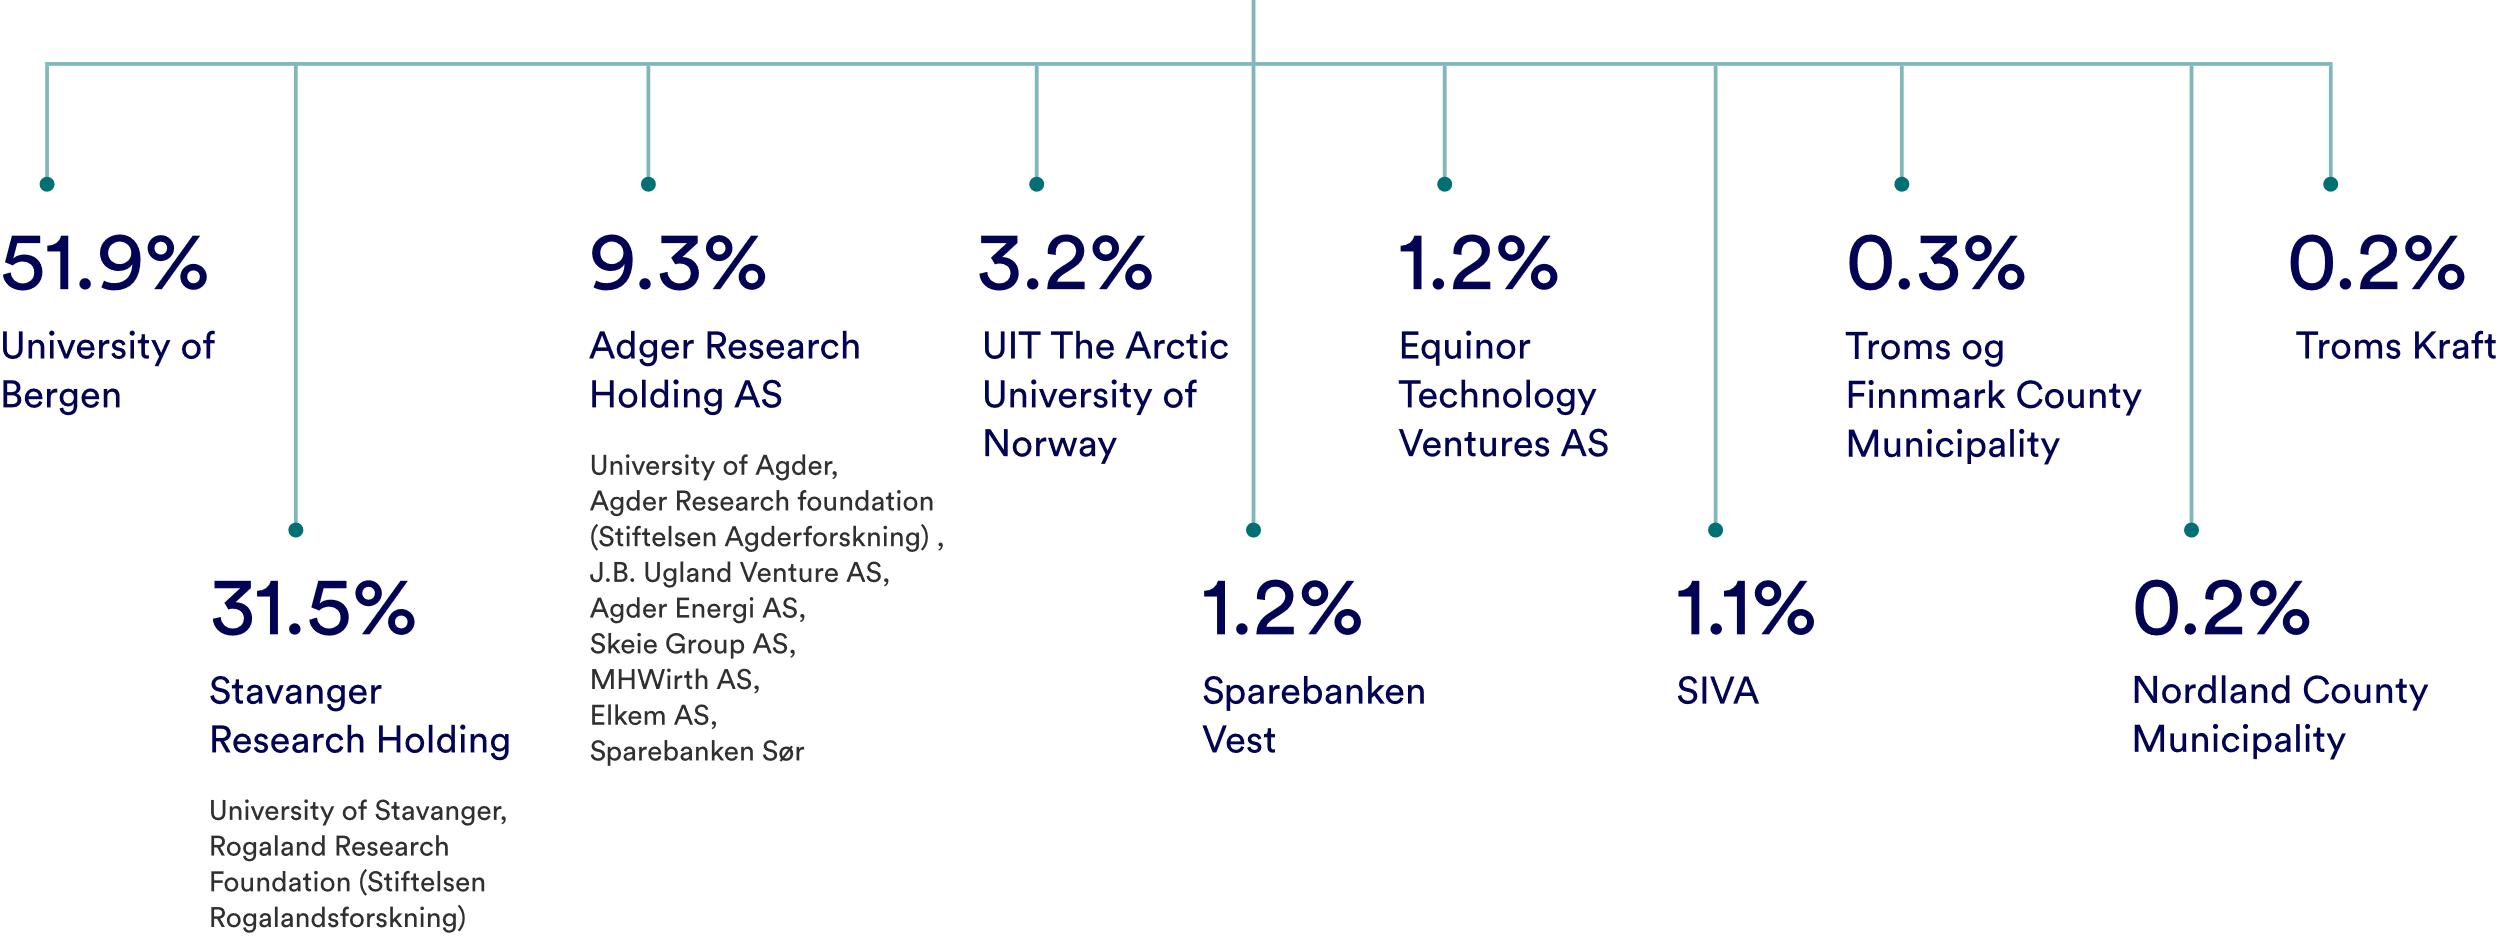 51.9%
University of
Bergen
31.5%
Stavanger
Research Holding
University of Stavanger,
Rogaland Research
Foundation (Stiftelsen
Rogalandsforskning)
9.3%
Adger Research
Holding AS
University of Agder,
Agder Research foundation
(Stiftelsen Agderforskning) ,
J.B. Ugland Venture AS,
Agder Energi AS,
Skeie Group AS,
MHWirth AS,
Elkem AS,
Sparebanken Sør
3.2%
UIT The Arctic
University of
Norway
1.2%
Sparebanken
Vest
1.2%
Equinor
Technology
Ventures AS
1.1%
SIVA
0.3%
Troms og
Finnmark County
Municipality
0.2%
Nordland County
Municipality
0.2%
Troms Kraft